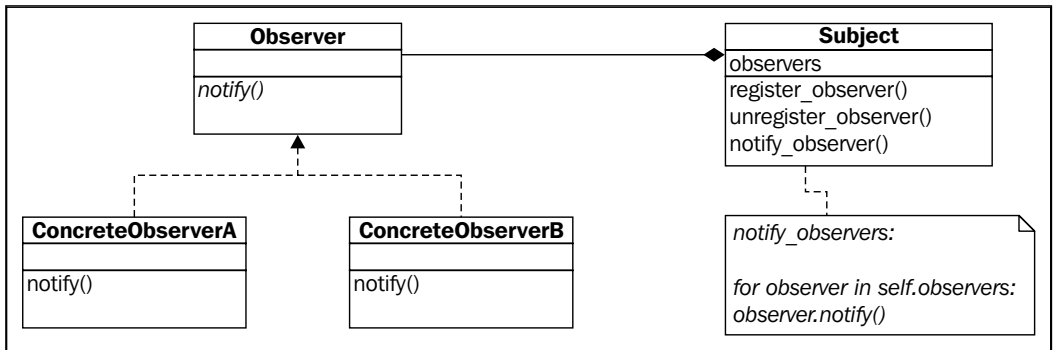 Observer
notify()
Subject
observers
register_observer()
unregister_observer()
notify_observer()
ConcreteObserverA
notify()
ConcreteObserverB
notify()
notify_observers:
for observer in self.observers:
observer.notify()